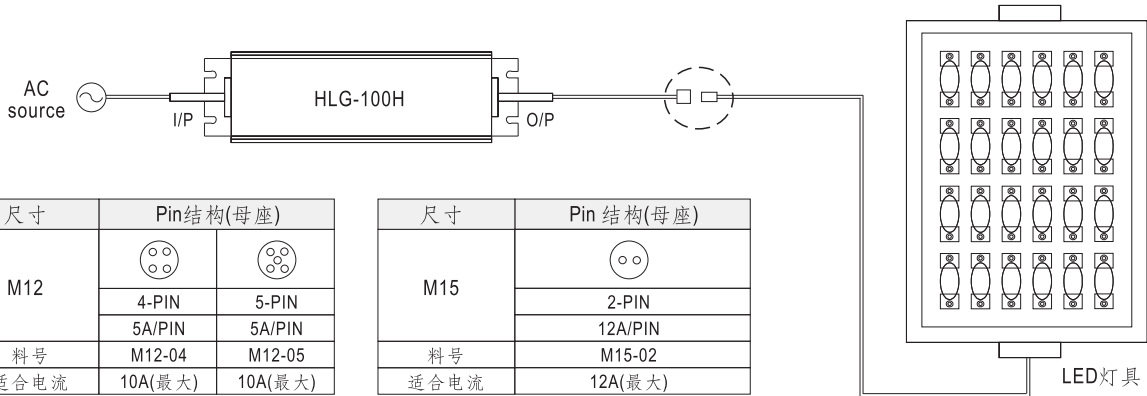 AC
source
I/P
HLG-100H
O/P
尺寸 Pin结构(母座)
M12
4-PIN 5-PIN
5A/PIN 5A/PIN
料号 M12-04 M12-05
适合电流 10A(最大) 10A(最大)
尺寸 Pin 结构(母座)
M15
2-PIN
12A/PIN
料号 M15-02
适合电流 12A(最大)
LED灯具